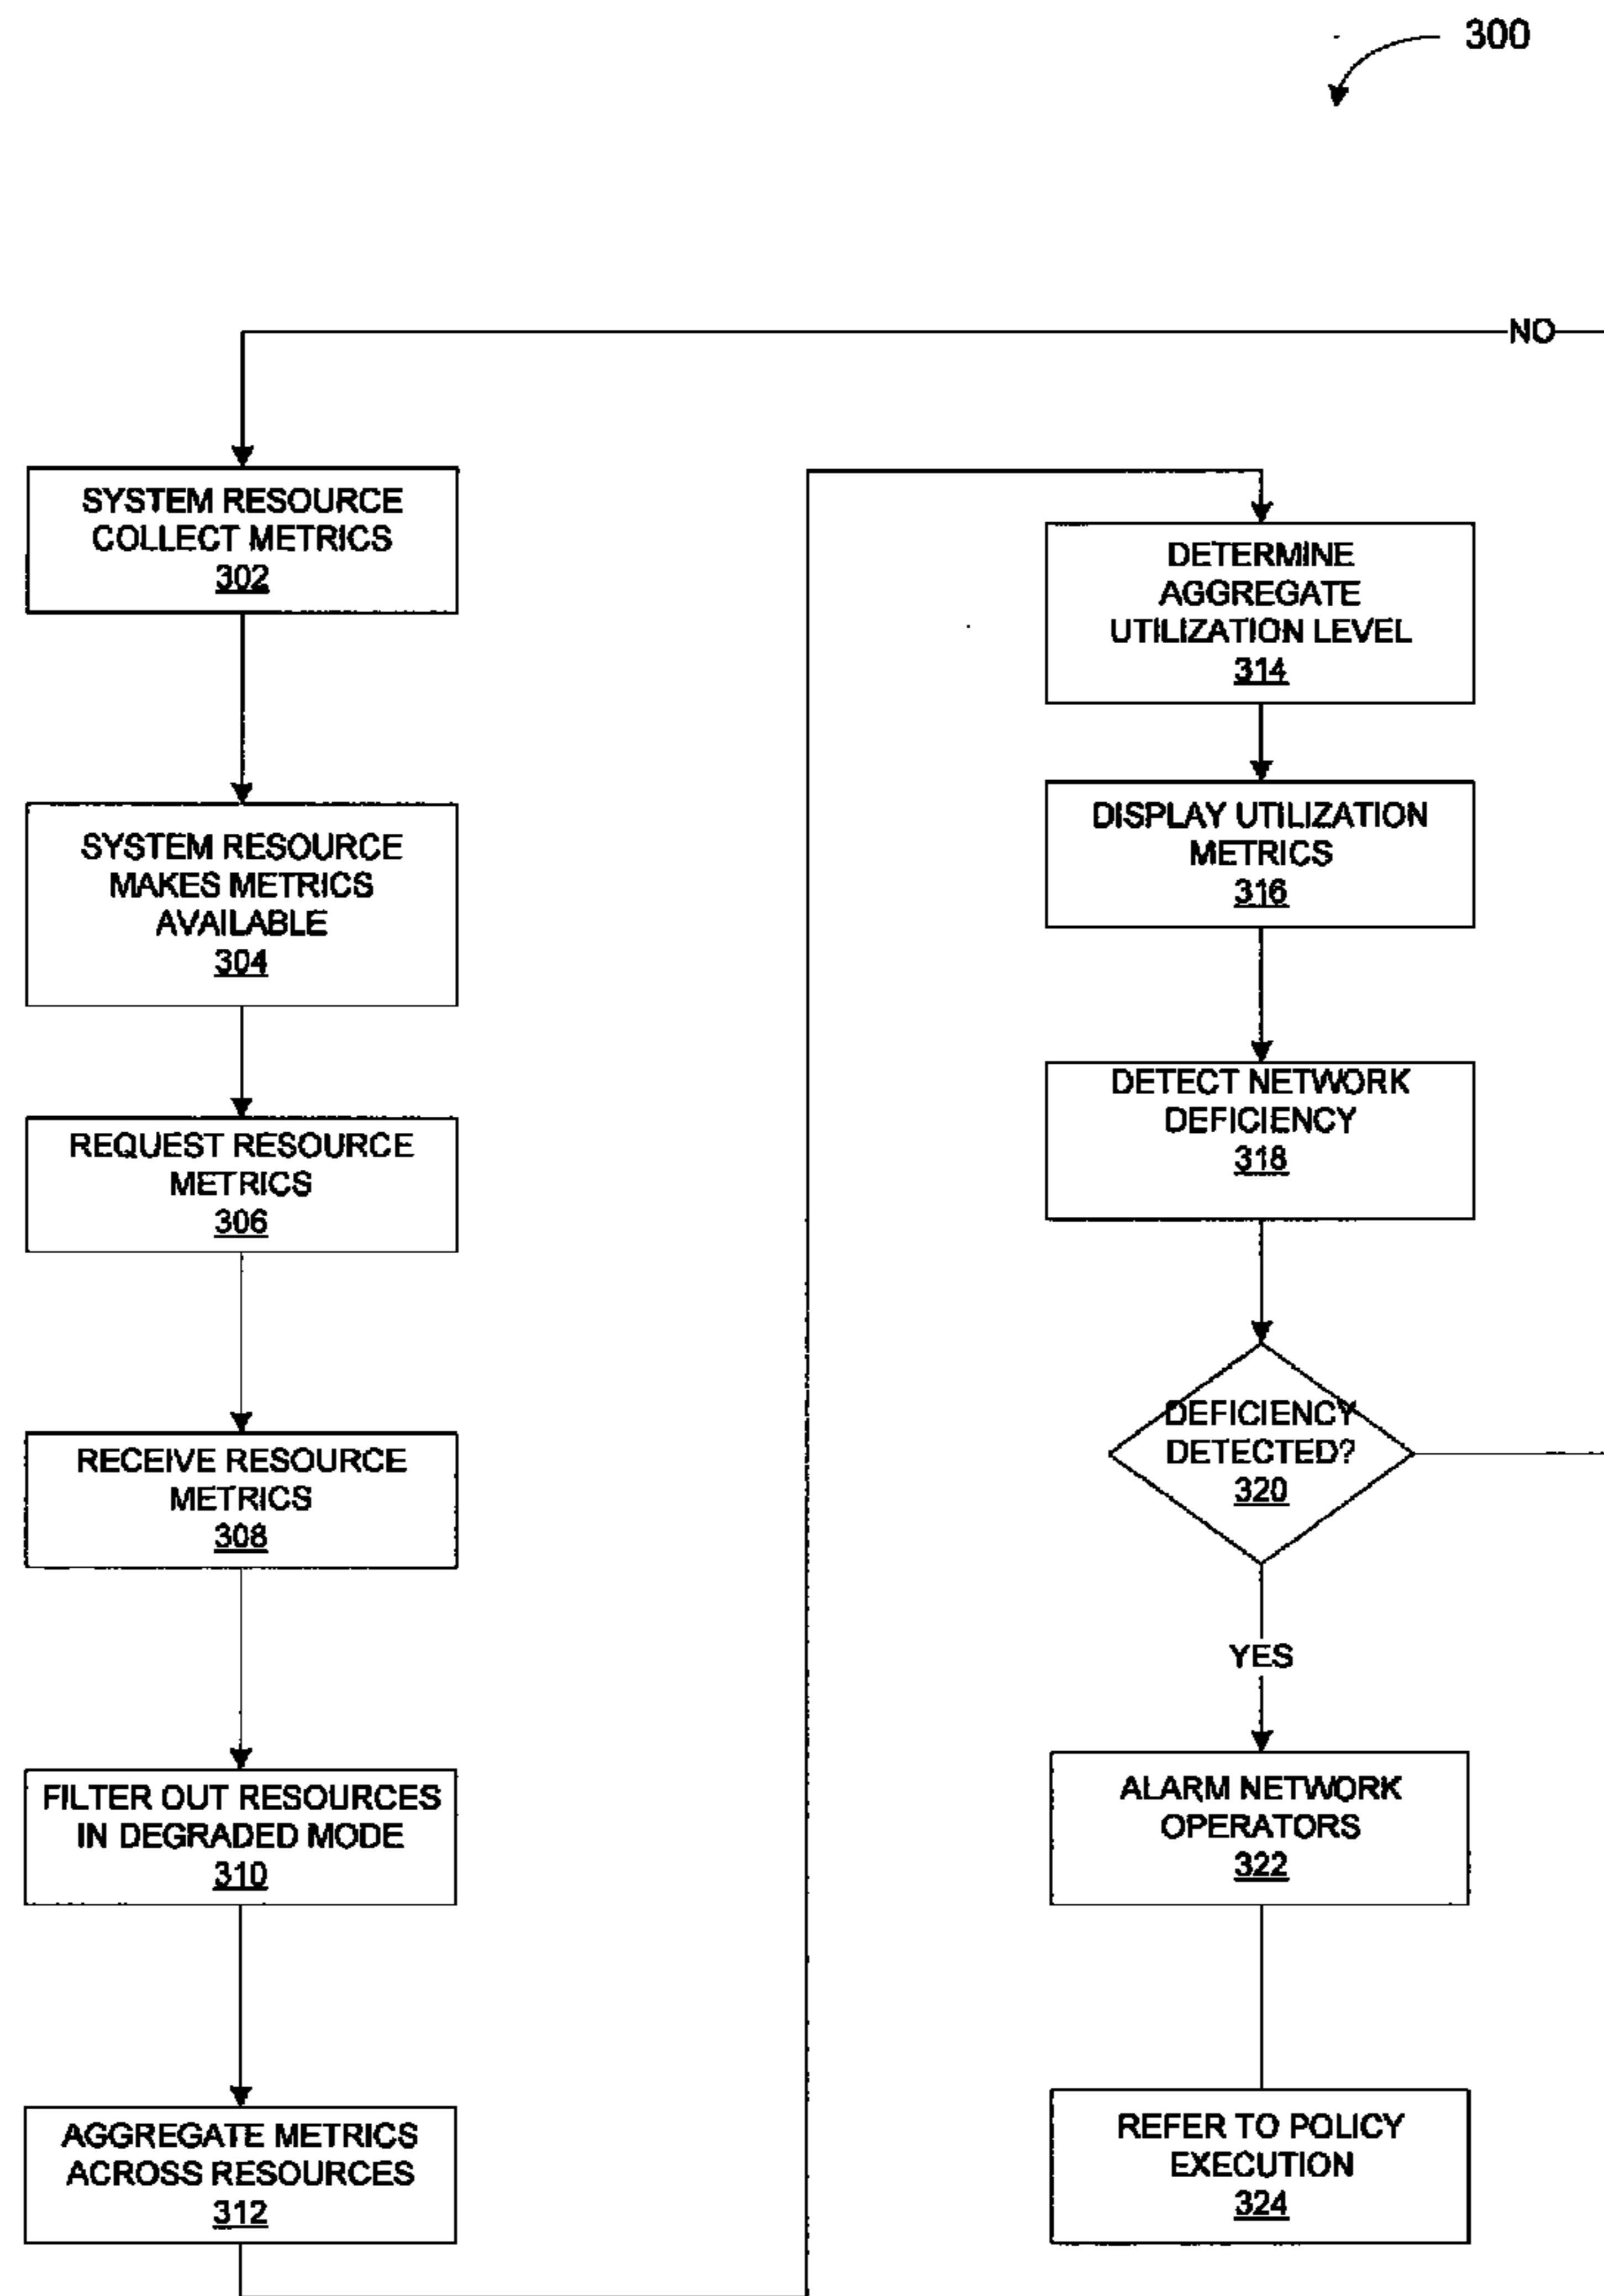 300
NO
SYSTEM RESOURCE
COLLECT METRICS
302
SYSTEM RESOURCE
MAKES METRICS
AVAILABLE
304
REQUEST RESOURCE
METRICS
306
RECEIVE RESOURCE
METRICS
308
FILTER OUT RESOURCES
IN DEGRADED MODE
310
AGGREGATE METRICS
ACROSS RESOURCES
312
DETERMINE
AGGREGATE
UTILIZATION LEVEL
314
DISPLAY UTILIZATION
METRICS
316
DETECT NETWORK
DEFICIENCY
318
DEFICIENCY
DETECTED?
320
YES
ALARM NETWORK
OPERATORS
322
REFER TO POLICY
EXECUTION
324